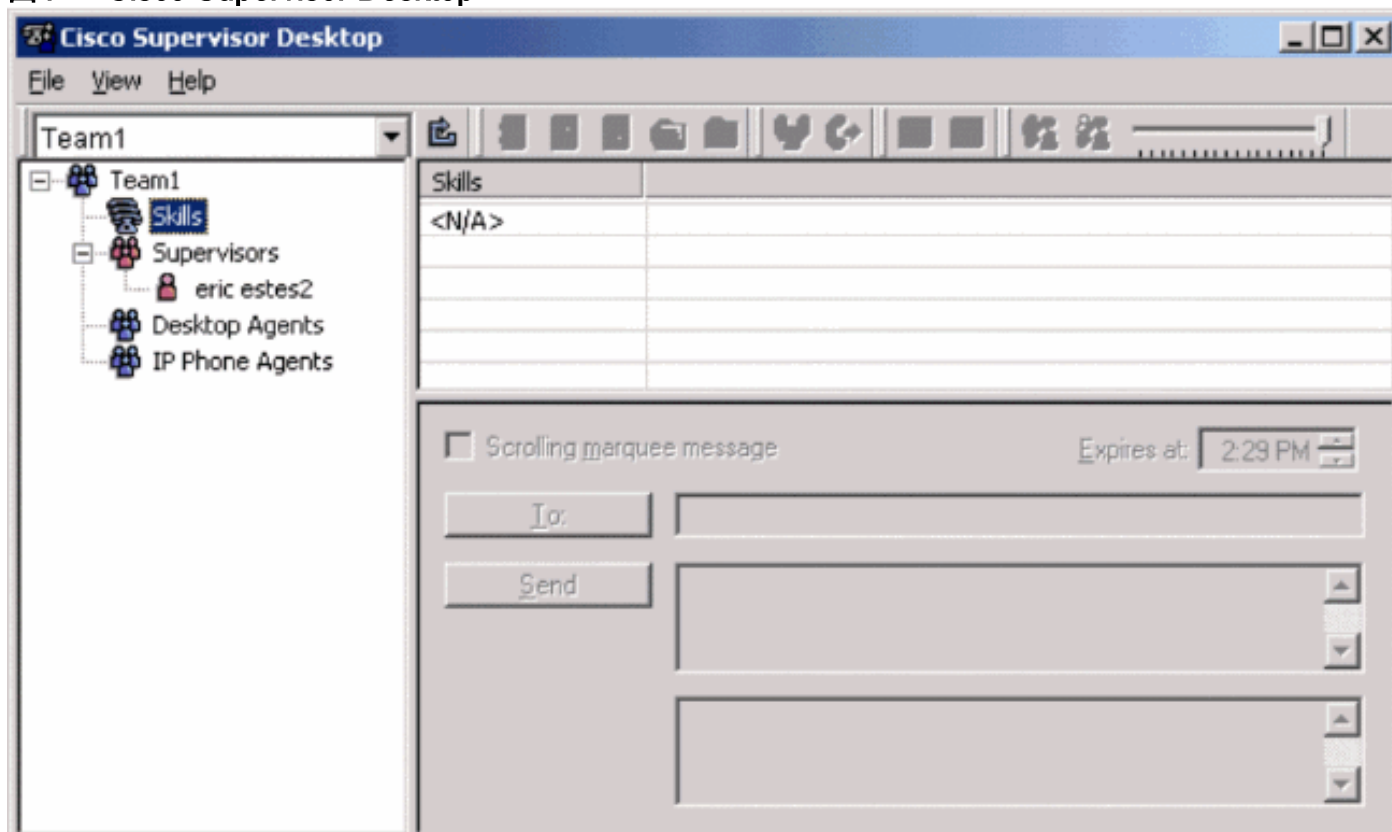 Cisco Supervisor Desktop
File View Help
Team1
Team1
Skills
Supervisors
eric estes2
Desktop Agents
IP Phone Agents
Skills
<N/A>
Scrolling marquee message
Expires at: 2:29 PM
To:
Send